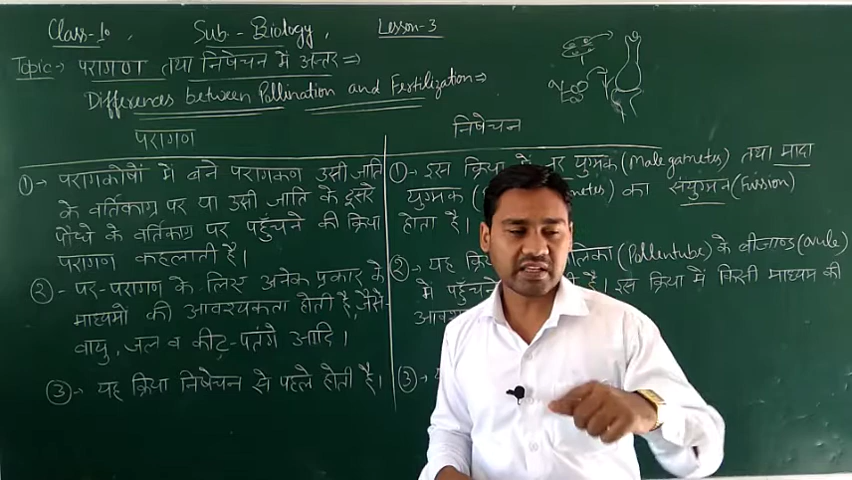 Class-10, Sub.-Biology, Lesson-3
Topic:- परागण तथा निषेचन में अन्तर ⇒
Differences between Pollination and Fertilization ⇒
परागण
निषेचन
①→ परागकोषों में बने परागकण उसी जाति
के वर्तिकाग्र पर या उसी जाति के दूसरे
पौधे के वर्तिकाग्र पर पहुँचने की क्रिया
परागण कहलाती है।
②- पर-परागण के लिए अनेक प्रकार के
माध्यमों की आवश्यकता होती है, जैसे-
वायु, जल व कीट-पतंगे आदि।
③→ यह क्रिया निषेचन से पहले होती है।
①→ इस क्रिया में नर युग्मक (Male gametes) तथा मादा
युग्मक ( का संयुग्मन (Fussion)
होता है।
②→ यह (Pollentube) के बीजाण्ड (ovule)
में पहुँचने है। इस क्रिया में किसी माध्यम की
③→